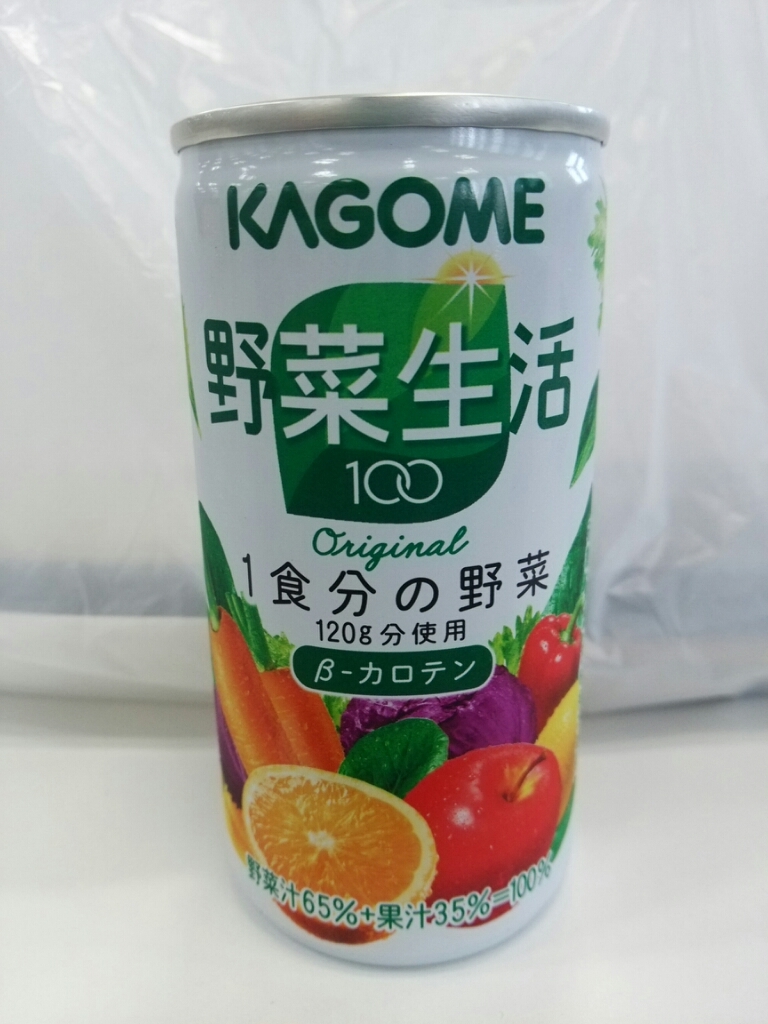 KAGOME
野菜生活
100
Original
1食分の野菜
120g分使用
β-カロテン
野菜汁65%+果汁35%=100%